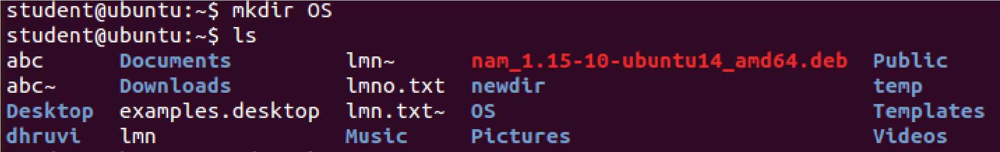 student@ubuntu:~$ mkdir OS
student@ubuntu:~$ ls
abc Documents lmn~ nam_1.15-10-ubuntu14_amd64.deb Public
abc~ Downloads lmno.txt newdir temp
Desktop examples.desktop lmn.txt~ OS Templates
dhruvi lmn Music Pictures Videos